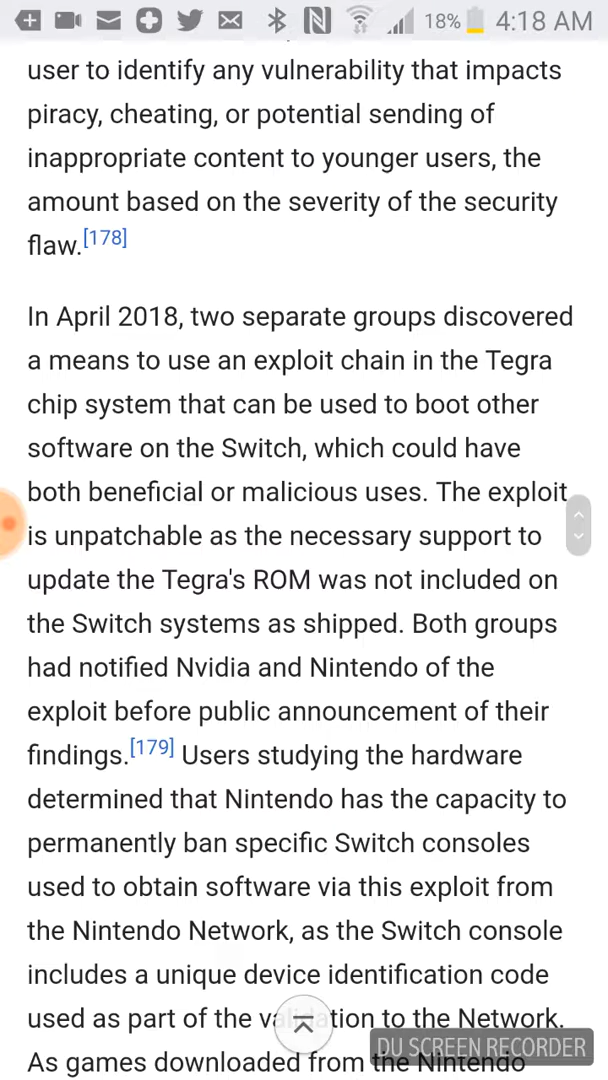 18% 4:18 AM
user to identify any vulnerability that impacts
piracy, cheating, or potential sending of
inappropriate content to younger users, the
amount based on the severity of the security
flaw.[178]
In April 2018, two separate groups discovered
a means to use an exploit chain in the Tegra
chip system that can be used to boot other
software on the Switch, which could have
both beneficial or malicious uses. The exploit
is unpatchable as the necessary support to
update the Tegra's ROM was not included on
the Switch systems as shipped. Both groups
had notified Nvidia and Nintendo of the
exploit before public announcement of their
findings.[179] Users studying the hardware
determined that Nintendo has the capacity to
permanently ban specific Switch consoles
used to obtain software via this exploit from
the Nintendo Network, as the Switch console
includes a unique device identification code
used as part of the validation to the Network.
As games downloaded from the Nintendo
DU SCREEN RECORDER